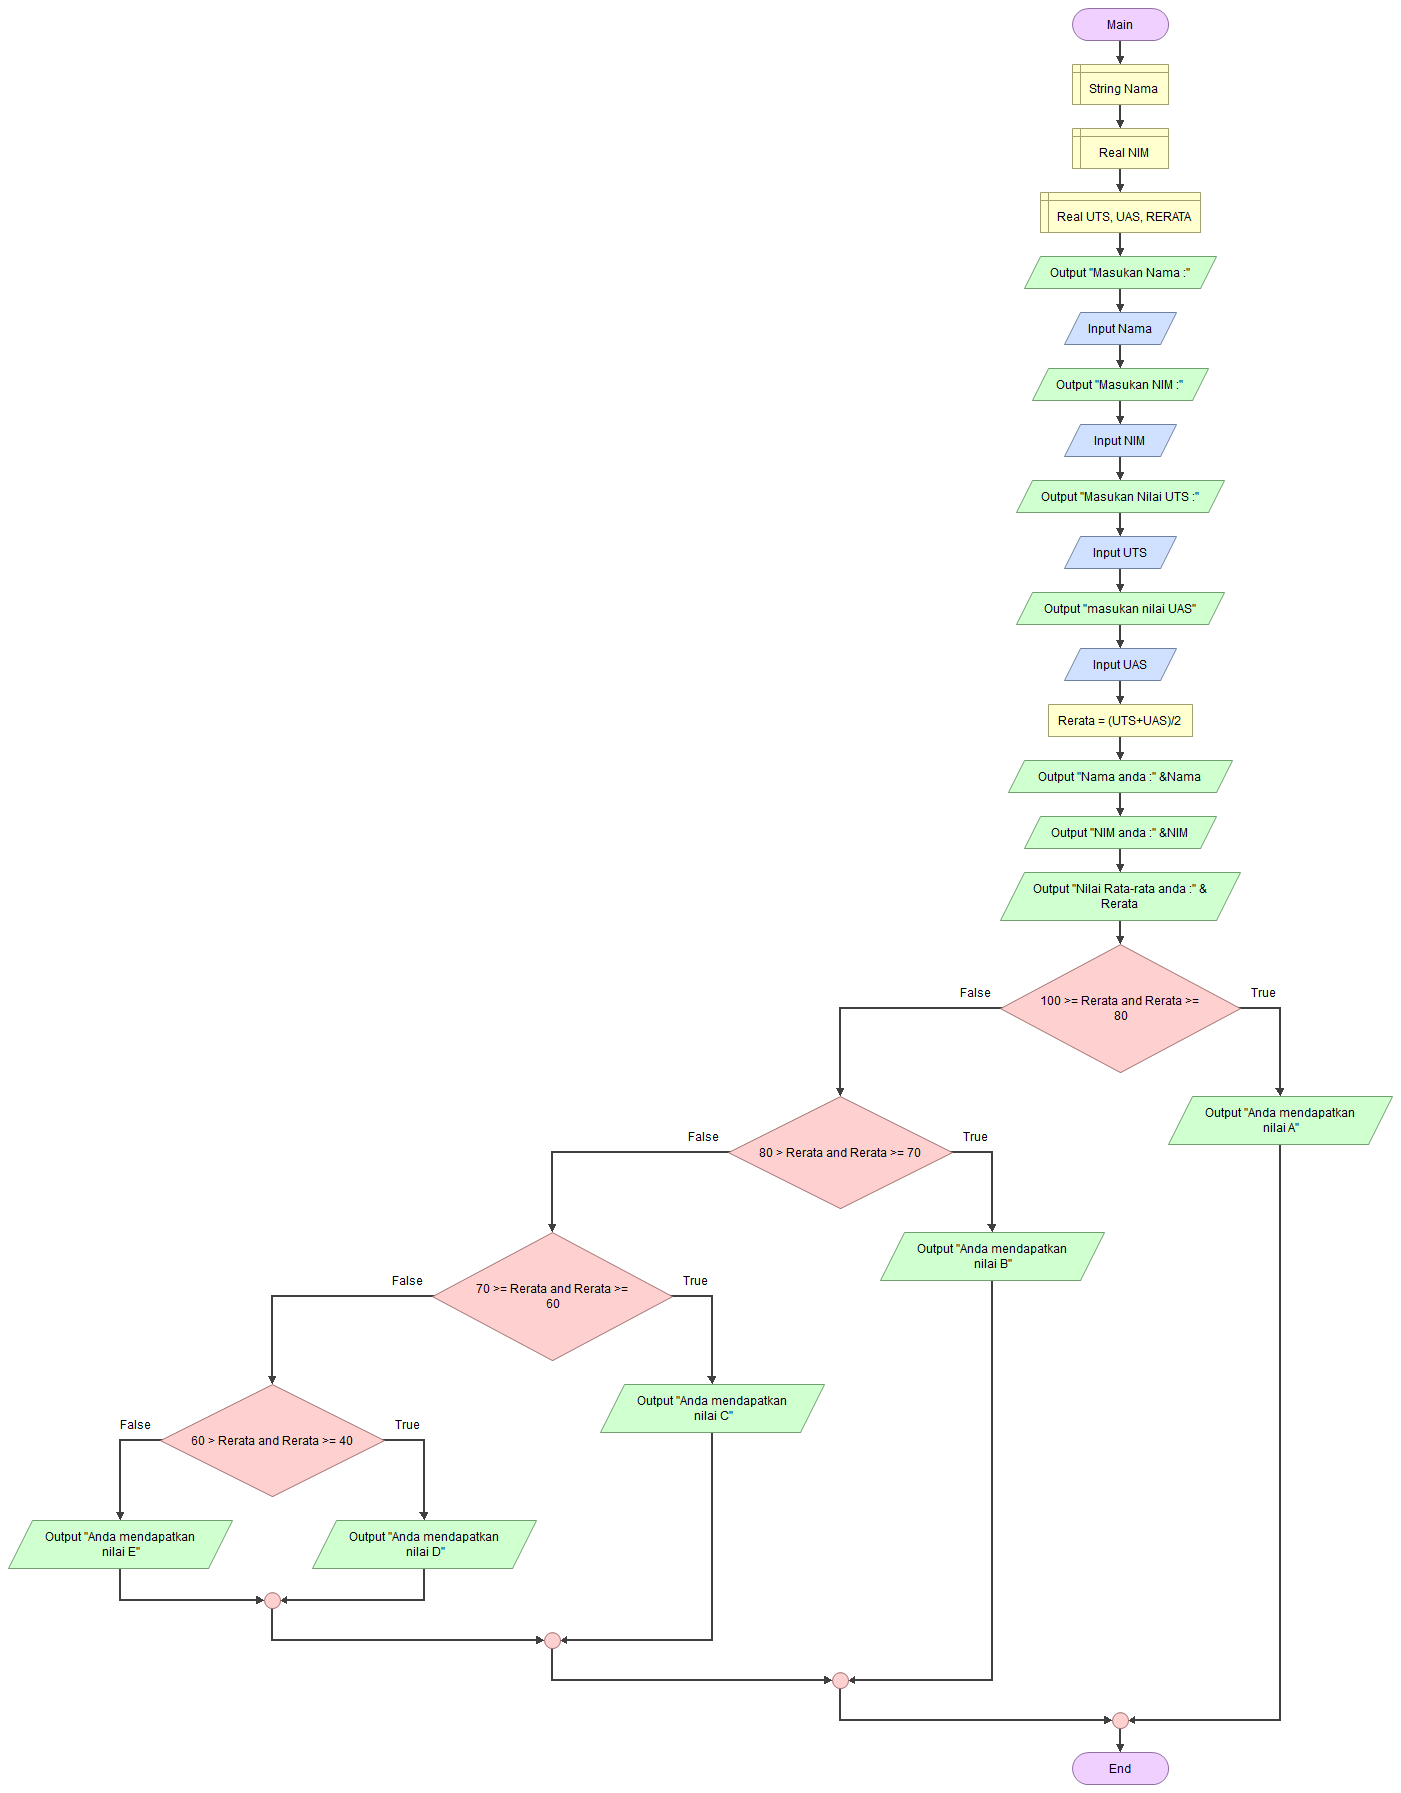 Main
String Nama
Real NIM
Real UTS, UAS, RERATA
Output "Masukan Nama :"
Input Nama
Output "Masukan NIM :"
Input NIM
Output "Masukan Nilai UTS :"
Input UTS
Output "masukan nilai UAS"
Input UAS
Rerata = (UTS+UAS)/2
Output "Nama anda :" &Nama
Output "NIM anda :" &NIM
Output "Nilai Rata-rata anda :" &
Rerata
False
100 >= Rerata and Rerata >=
80
True
Output "Anda mendapatkan
nilai A"
False
80 > Rerata and Rerata >= 70
True
Output "Anda mendapatkan
nilai B"
False
70 >= Rerata and Rerata >=
60
True
Output "Anda mendapatkan
nilai C"
False
60 > Rerata and Rerata >= 40
True
Output "Anda mendapatkan
nilai E"
Output "Anda mendapatkan
nilai D"
End